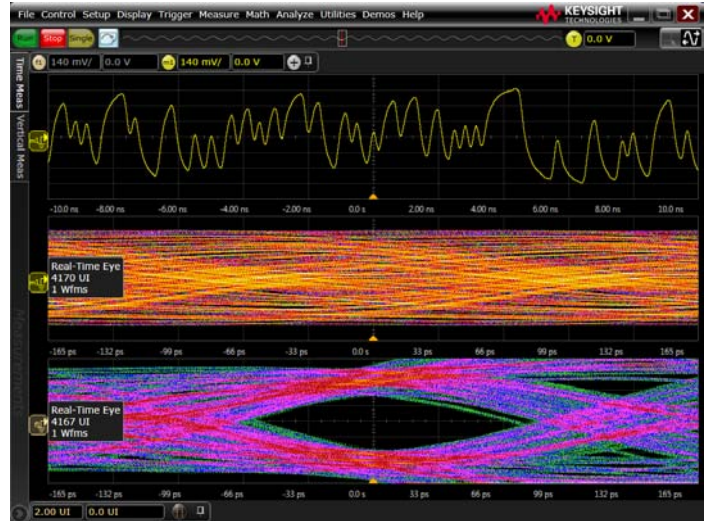 File Control Setup Display Trigger Measure Math Analyze Utilities Demos Help
KEYSIGHT
TECHNOLOGIES
Run Stop Single
T 0.0 V
f1 140 mV/ 0.0 V m1 140 mV/ 0.0 V
Time Meas
Vertical Meas
-10.0 ns -8.00 ns -6.00 ns -4.00 ns -2.00 ns 0.0 s 2.00 ns 4.00 ns 6.00 ns 8.00 ns 10.0 ns
Real-Time Eye
4170 UI
1 Wfms
-165 ps -132 ps -99 ps -66 ps -33 ps 0.0 s 33 ps 66 ps 99 ps 132 ps 165 ps
Measurements
Real-Time Eye
4167 UI
1 Wfms
-165 ps -132 ps -99 ps -66 ps -33 ps 0.0 s 33 ps 66 ps 99 ps 132 ps 165 ps
2.00 UI 0.0 UI